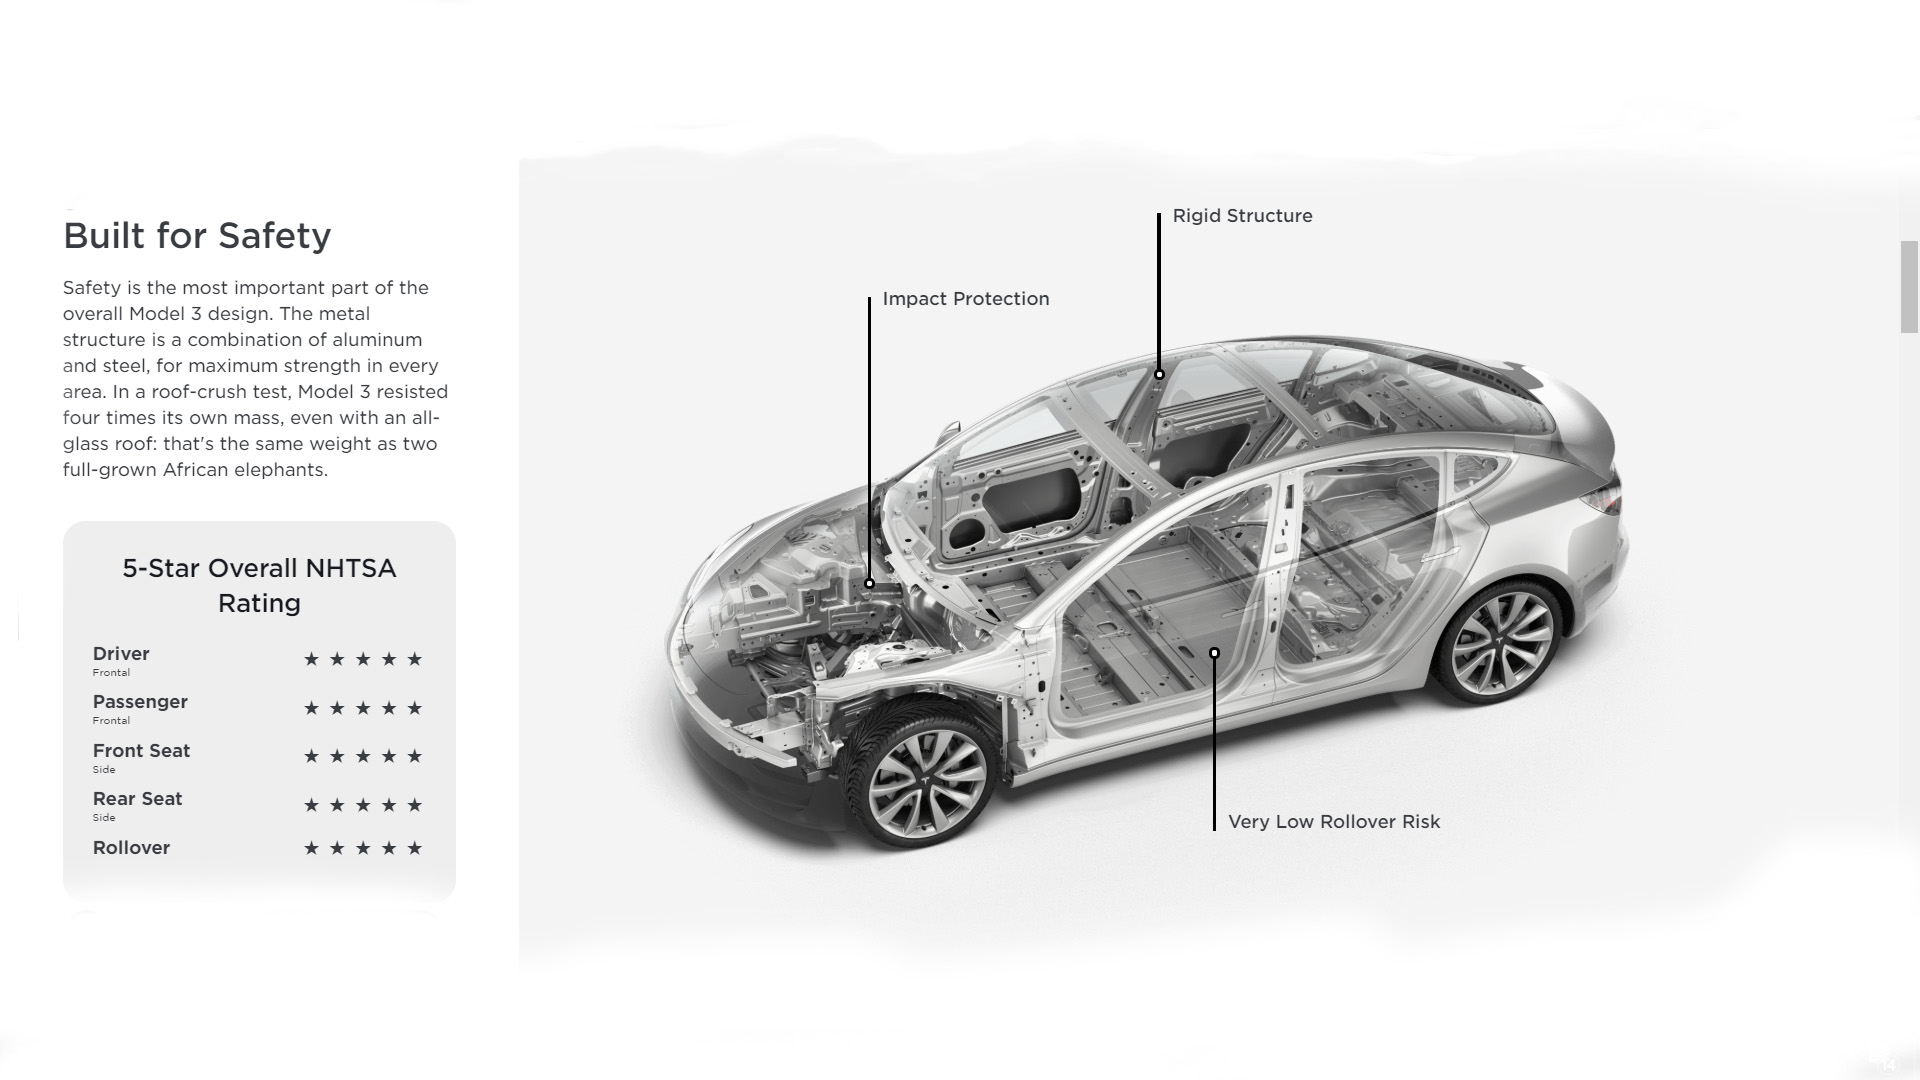 Built for Safety
Safety is the most important part of the
overall Model 3 design. The metal
structure is a combination of aluminum
and steel, for maximum strength in every
area. In a roof-crush test, Model 3 resisted
four times its own mass, even with an all-
glass roof: that's the same weight as two
full-grown African elephants.
5-Star Overall NHTSA
Rating
Driver ★ ★ ★ ★ ★
Frontal
Passenger ★ ★ ★ ★ ★
Frontal
Front Seat ★ ★ ★ ★ ★
Side
Rear Seat ★ ★ ★ ★ ★
Side
Rollover ★ ★ ★ ★ ★
Rigid Structure
Impact Protection
Very Low Rollover Risk
14